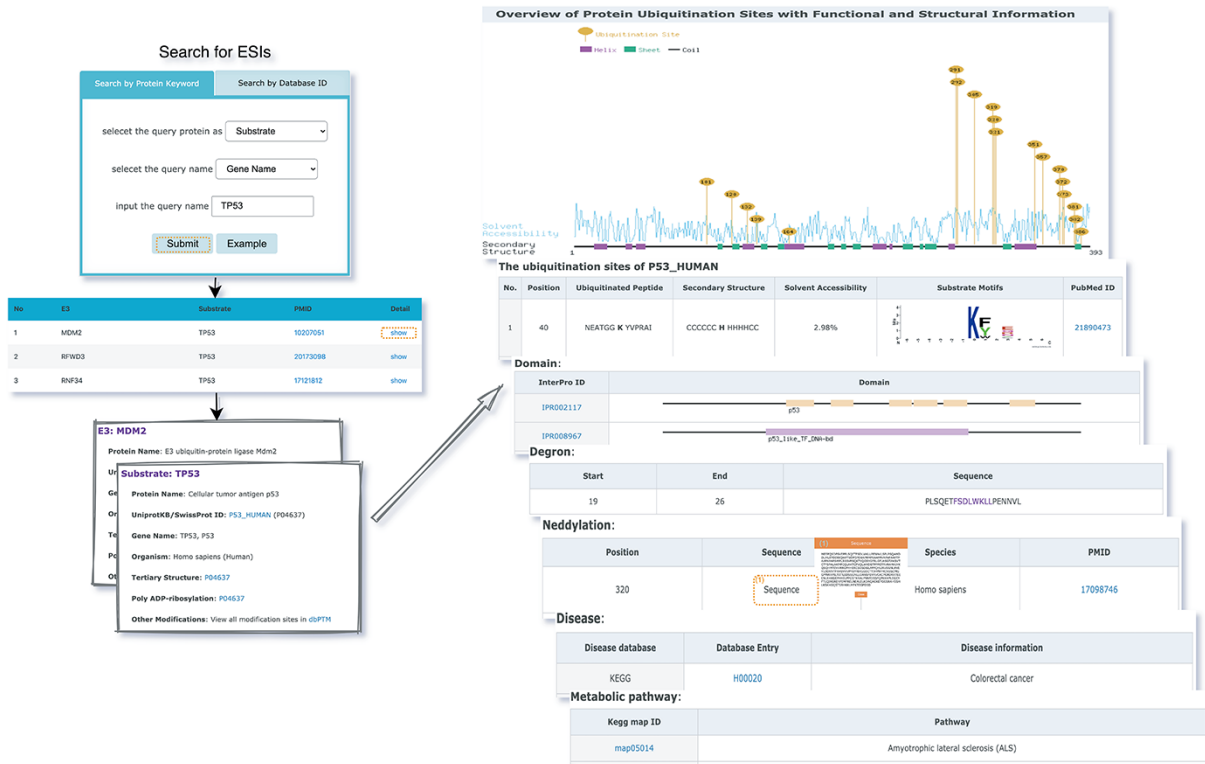 Search for ESIs
Search by Protein Keyword
Search by Database ID
selecet the query protein as Substrate
selecet the query name Gene Name
input the query name TP53
Submit Example
No E3 Substrate PMID Detail
1 MDM2 TP53 10207051 show
2 RFWD3 TP53 20173098 show
3 RNF34 TP53 17121812 show
E3: MDM2
Protein Name: E3 ubiquitin-protein ligase Mdm2
Substrate: TP53
Protein Name: Cellular tumor antigen p53
UniprotKB/SwissProt ID: P53_HUMAN (P04637)
Gene Name: TP53, P53
Organism: Homo sapiens (Human)
Tertiary Structure: P04637
Poly ADP-ribosylation: P04637
Other Modifications: View all modification sites in dbPTM
Overview of Protein Ubiquitination Sites with Functional and Structural Information
Ubiquitination Site
Helix Sheet Coil
Solvent
Accessibility
Secondary
Structure
1 393
The ubiquitination sites of P53_HUMAN
No. Position Ubiquitinated Peptide Secondary Structure Solvent Accessibility Substrate Motifs PubMed ID
1 40 NEATGG K YVPRAI CCCCCC H HHHHCC 2.98% 21890473
Domain:
InterPro ID Domain
IPR002117 p53
IPR008967 p53_like_TF_DNA-bd
Degron:
Start End Sequence
19 26 PLSQETFSDLWKLLPENNVL
Neddylation:
Position Sequence Species PMID
(1) Sequence
320 Sequence Homo sapiens 17098746
(1)
Disease:
Disease database Database Entry Disease information
KEGG H00020 Colorectal cancer
Metabolic pathway:
Kegg map ID Pathway
map05014 Amyotrophic lateral sclerosis (ALS)